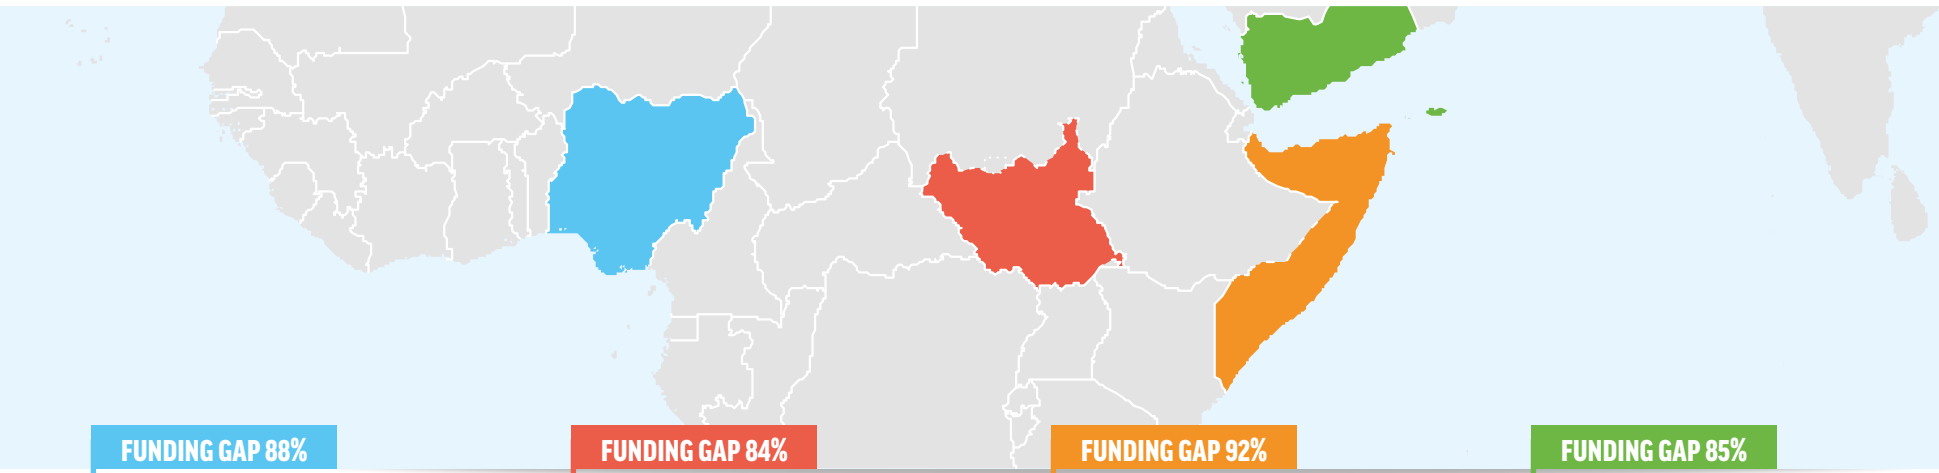 FUNDING GAP 88%
FUNDING GAP 84%
FUNDING GAP 92%
FUNDING GAP 85%